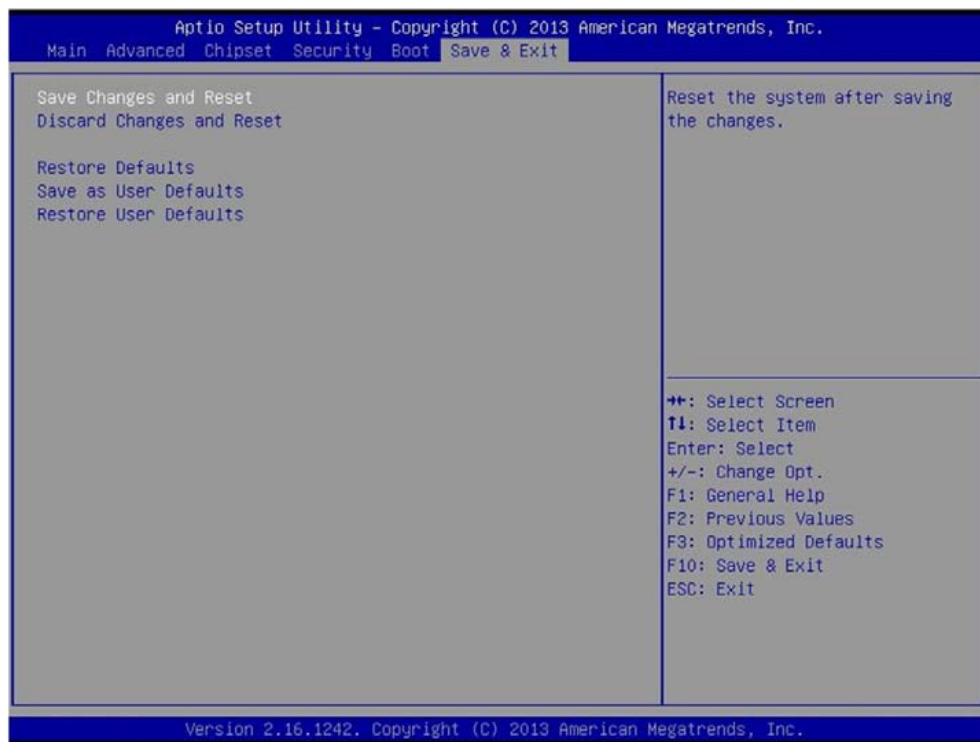 Aptio Setup Utility – Copyright (C) 2013 American Megatrends, Inc.
Main Advanced Chipset Security Boot Save & Exit
Save Changes and Reset
Discard Changes and Reset
Restore Defaults
Save as User Defaults
Restore User Defaults
Reset the system after saving
the changes.
→←: Select Screen
↑↓: Select Item
Enter: Select
+/-: Change Opt.
F1: General Help
F2: Previous Values
F3: Optimized Defaults
F10: Save & Exit
ESC: Exit
Version 2.16.1242. Copyright (C) 2013 American Megatrends, Inc.